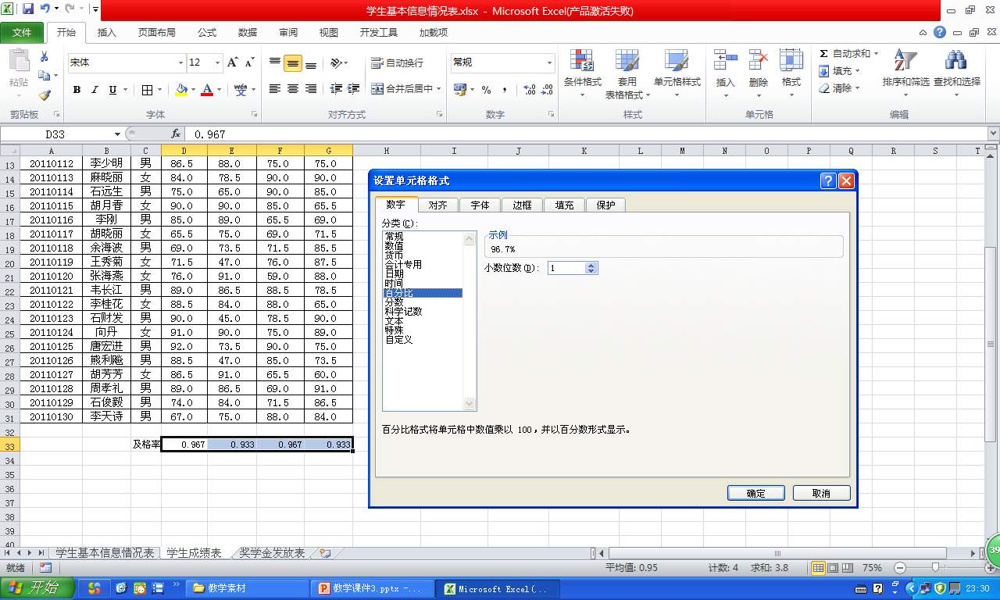 学生基本信息情况表.xlsx - Microsoft Excel(产品激活失败)
文件 开始 插入 页面布局 公式 数据 审阅 视图 开发工具 加载项
粘贴 宋体 12 A A 自动换行 常规 条件格式 套用 表格格式 单元格样式 插入 删除 格式 Σ 自动求和 填充 清除 排序和筛选 查找和选择
B I U A wén 文 合并后居中 % ,
剪贴板 字体 对齐方式 数字 样式 单元格 编辑
D33 fx 0.967
A B C D E F G H I J K L M N O P Q R S T
13 20110112 李少明 男 86.5 88.0 75.0 75.0
14 20110113 麻晓丽 女 84.0 78.5 90.0 90.0
15 20110114 石远生 男 75.0 65.0 90.0 85.0
16 20110115 胡月香 女 90.0 90.0 85.0 65.5
17 20110116 李刚 男 85.0 89.0 65.5 69.0
18 20110117 胡晓丽 女 65.5 75.0 69.0 71.5
19 20110118 余海波 男 69.0 73.5 71.5 85.5
20 20110119 王秀菊 女 71.5 47.0 76.0 87.5
21 20110120 张海燕 女 76.0 91.0 59.0 88.0
22 20110121 韦长江 男 89.0 86.5 88.5 78.5
23 20110122 李桂花 女 88.5 84.0 88.0 65.0
24 20110123 石财发 男 90.0 45.0 78.5 90.0
25 20110124 向丹 女 91.0 90.0 75.0 89.0
26 20110125 唐宏进 男 92.0 73.5 90.0 75.0
27 20110126 熊利 男 88.5 47.0 85.0 73.5
28 20110127 胡芳芳 女 86.5 91.0 65.5 60.0
29 20110128 周孝礼 男 89.0 86.5 69.0 91.0
30 20110129 石俊毅 男 74.0 84.0 71.5 86.5
31 20110130 李天诗 男 67.0 75.0 88.0 84.0
32
33 及格率 0.967 0.933 0.967 0.933
34
35
36
37
38
39
40
设置单元格格式
数字 对齐 字体 边框 填充 保护
分类(C):
常规
数值
货币
会计专用
日期
时间
百分比
分数
科学记数
文本
特殊
自定义
示例
96.7%
小数位数(D): 1
百分比格式将单元格中数值乘以 100，并以百分数形式显示。
确定 取消
学生基本信息情况表 学生成绩表 奖学金发放表
就绪 平均值: 0.95 计数: 4 求和: 3.8 75%
39
开始 教学素材 教学课件3.pptx -... Microsoft Excel(... 23:30